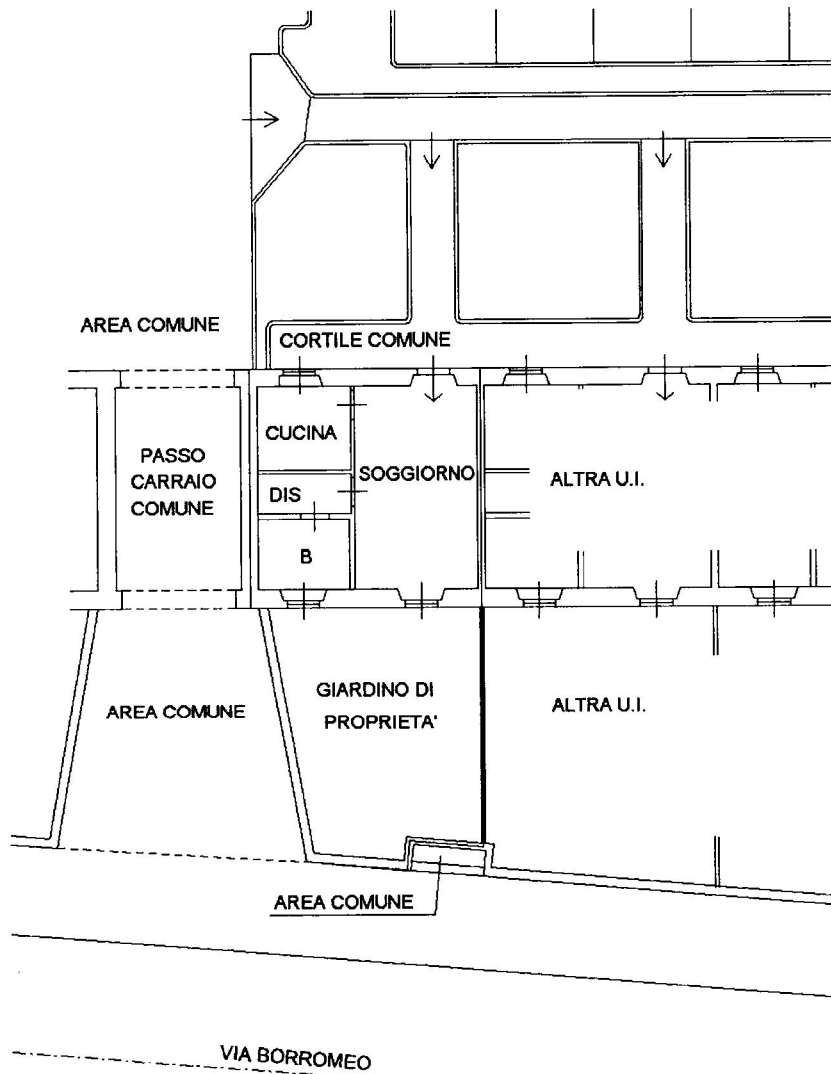 AREA COMUNE
CORTILE COMUNE
CUCINA
PASSO
CARRAIO
COMUNE
SOGGIORNO
ALTRA U.I.
DIS
B
GIARDINO DI
PROPRIETA'
AREA COMUNE
ALTRA U.I.
AREA COMUNE
VIA BORROMEO